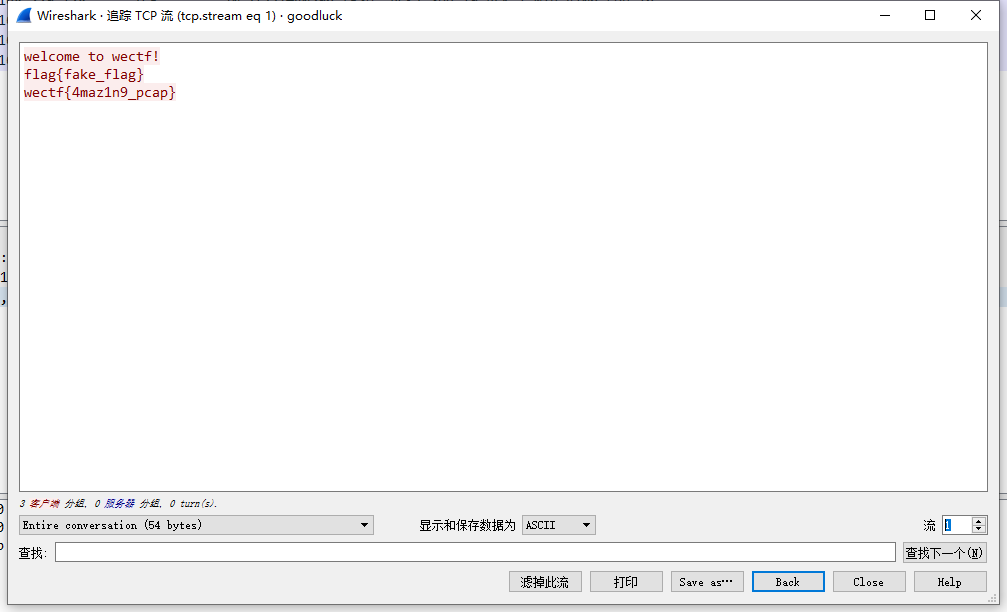 Wireshark · 追踪 TCP 流 (tcp.stream eq 1) · goodluck
welcome to wectf!
flag{fake_flag}
wectf{4maz1n9_pcap}
3 客户端 分组, 0 服务器 分组, 0 turn(s).
Entire conversation (54 bytes) 显示和保存数据为 ASCII 流 1
查找: 查找下一个(N)
滤掉此流 打印 Save as… Back Close Help